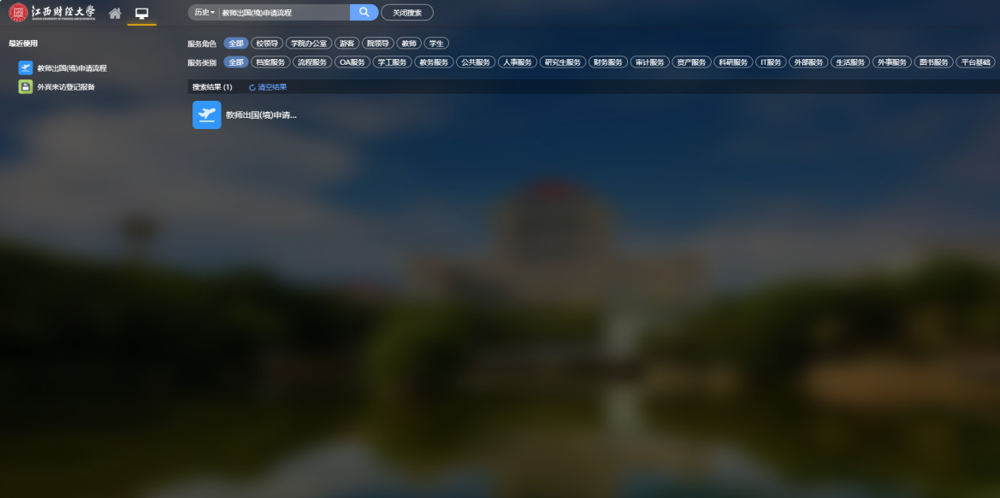 江西财经大学
历史 教师出国(境)申请流程 关闭搜索
最近使用
教师出国(境)申请流程
外宾来访登记报备
服务角色 全部 校领导 学院办公室 游客 院领导 教师 学生
服务类别 全部 档案服务 流程服务 OA服务 学工服务 教务服务 公共服务 人事服务 研究生服务 财务服务 审计服务 资产服务 科研服务 IT服务 外部服务 生活服务 外事服务 图书服务 平台基础
搜索结果 (1) 清空结果
教师出国(境)申请...